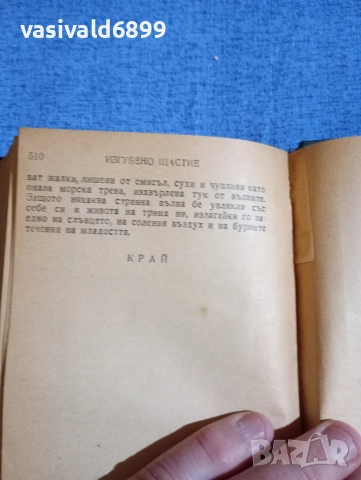 vasivald6899
510 ИЗГУБЕНО ЩАСТИЕ
ват жалки, лишени от смисъл, сухи и чупливи като
онази морска трева, изхвърлена тук от вълните.
Защото някаква странна вълна бе увлякла със
себе си и живота на трима ни, излагайки го за-
едно на слънцето, на соления въздух и на бурните
течения на младостта.
КРАЙ
BAZAR